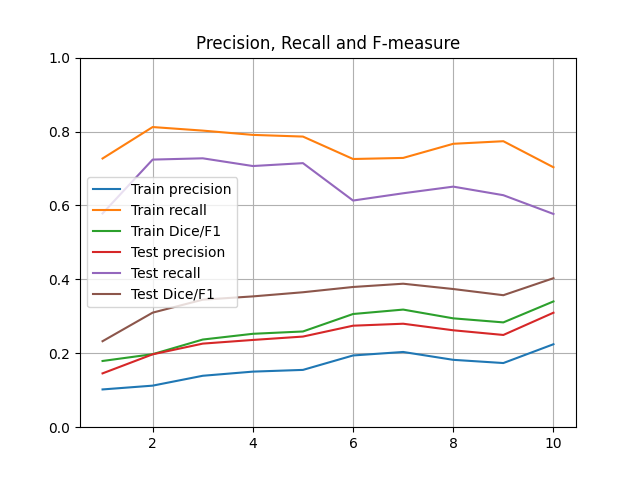 Precision, Recall and F-measure
1.0
0.8
0.6
0.4
0.2
0.0
Train precision
Train recall
Train Dice/F1
Test precision
Test recall
Test Dice/F1
2 4 6 8 10